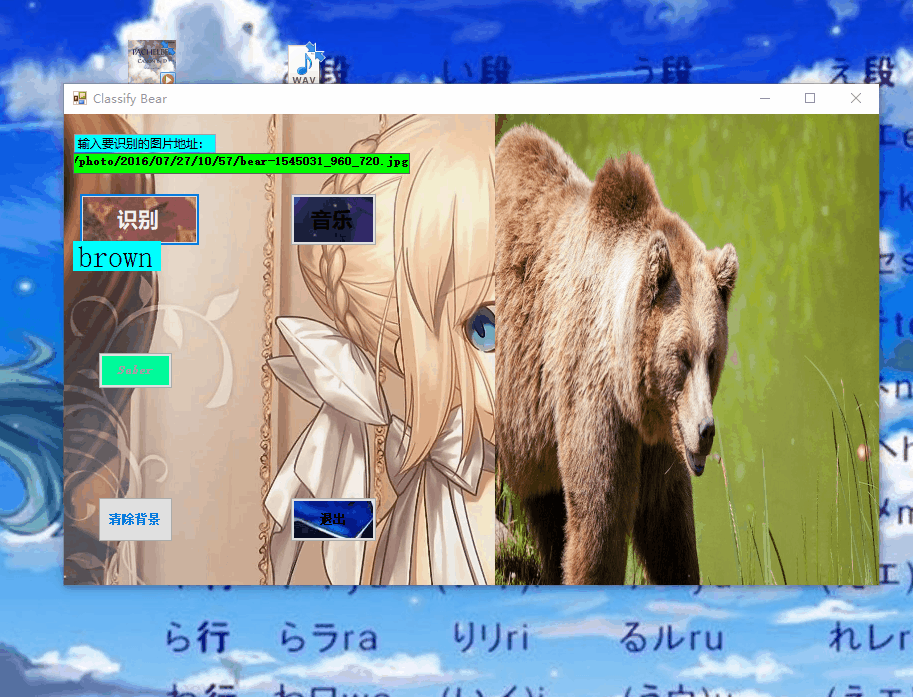 い段
う段
え段
WAV
Classify Bear
输入要识别的图片地址:
/photo/2016/07/27/10/57/bear-1545031_960_720.jpg
识别
音乐
brown
清除背景
退出
ら行
らラra
りリri
るルru
れレr